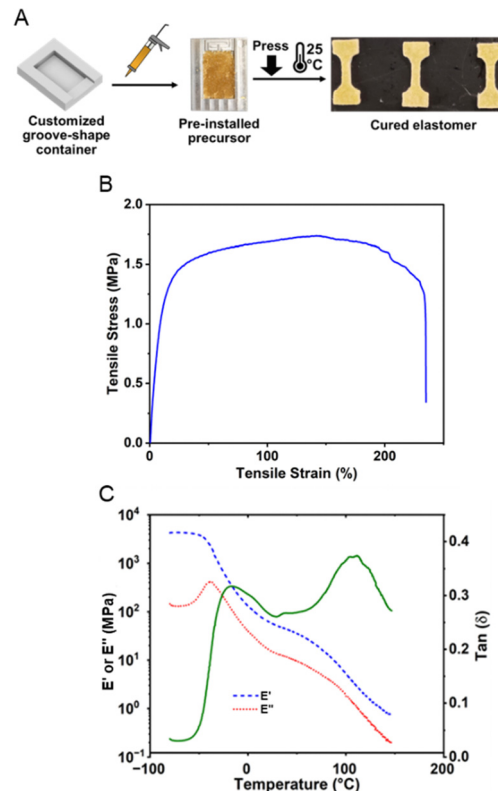 A
Press
25
°C
Customized
groove-shape
container
Pre-installed
precursor
Cured elastomer
B
2.0
1.5
1.0
0.5
0.0
0
100
200
Tensile Stress (MPa)
Tensile Strain (%)
C
10⁴
10³
10²
10¹
10⁰
10⁻¹
E' or E'' (MPa)
0.4
0.3
0.2
0.1
0.0
Tan (δ)
E'
E''
−100
0
100
Temperature (°C)